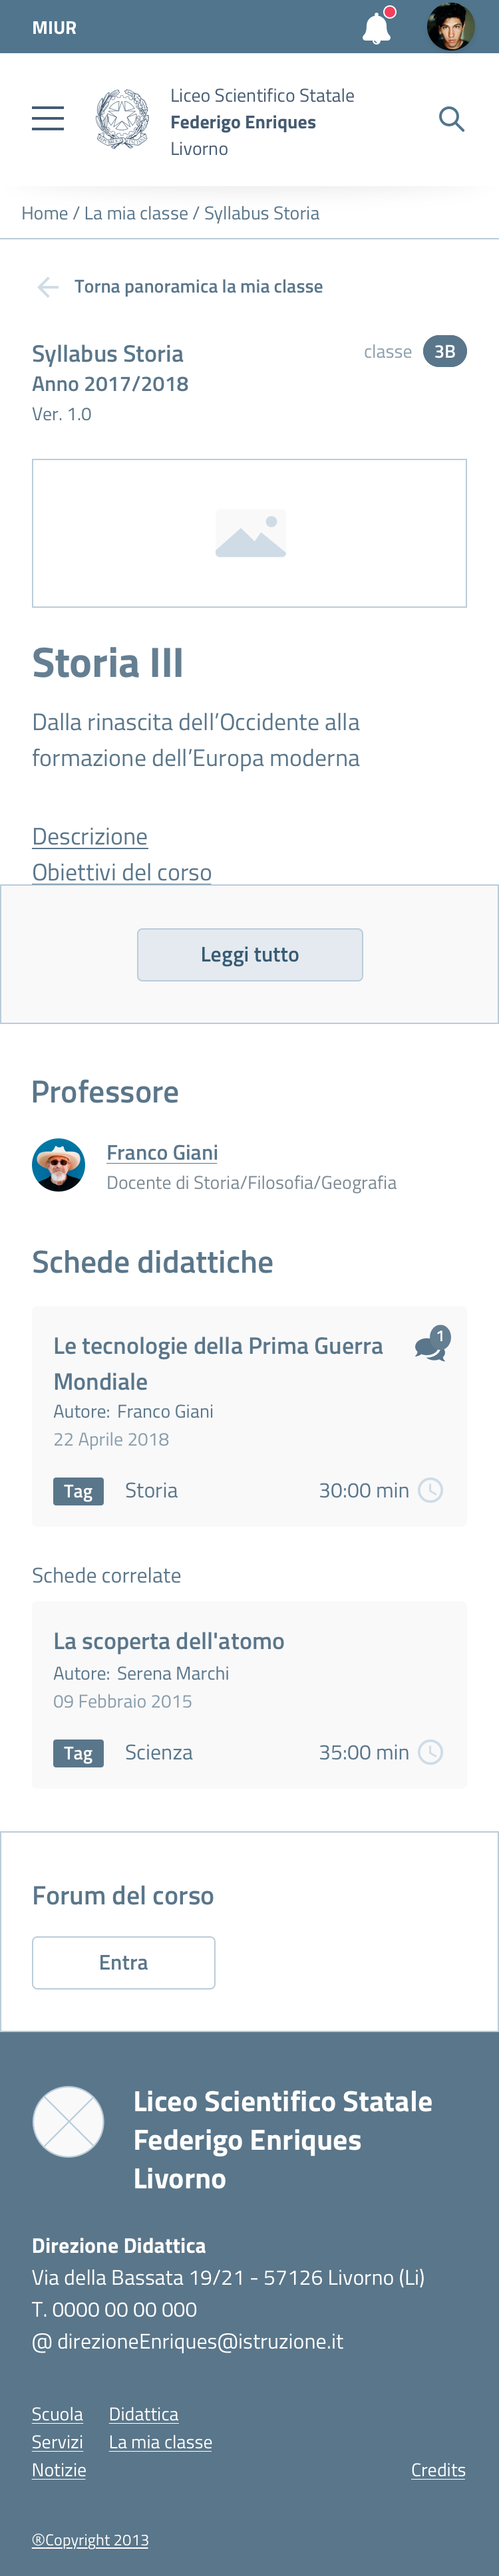 MIUR
Liceo Scientifico Statale
Federigo Enriques
Livorno
Home / La mia classe / Syllabus Storia
Torna panoramica la mia classe
Syllabus Storia
classe 3B
Anno 2017/2018
Ver. 1.0
Storia III
Dalla rinascita dell’Occidente alla
formazione dell’Europa moderna
Descrizione
Obiettivi del corso
Leggi tutto
Professore
Franco Giani
Docente di Storia/Filosofia/Geografia
Schede didattiche
Le tecnologie della Prima Guerra
Mondiale
1
Autore: Franco Giani
22 Aprile 2018
Tag Storia 30:00 min
Schede correlate
La scoperta dell'atomo
Autore: Serena Marchi
09 Febbraio 2015
Tag Scienza 35:00 min
Forum del corso
Entra
Liceo Scientifico Statale
Federigo Enriques
Livorno
Direzione Didattica
Via della Bassata 19/21 - 57126 Livorno (Li)
T. 0000 00 00 000
@ direzioneEnriques@istruzione.it
Scuola Didattica
Servizi La mia classe
Notizie Credits
®Copyright 2013